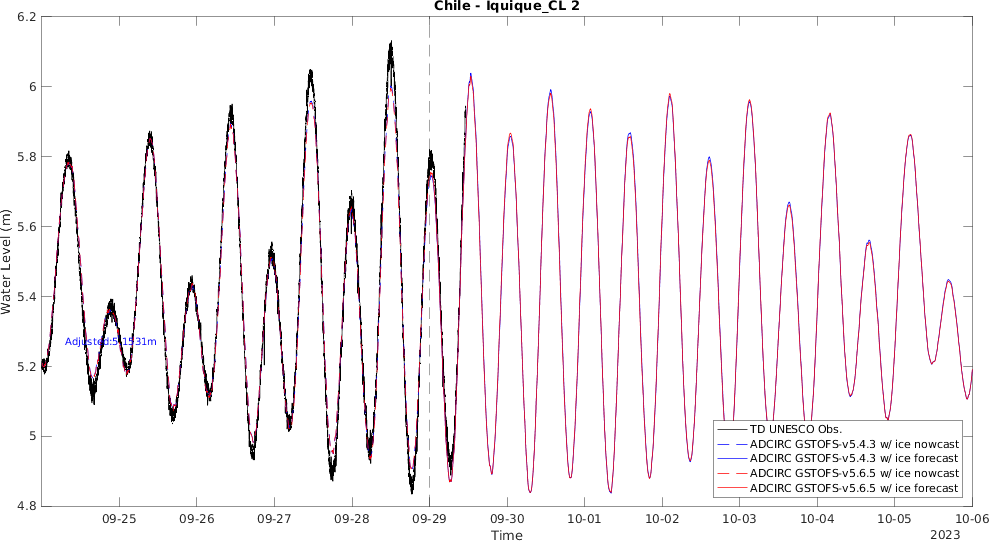 Chile - Iquique_CL 2
6.2
6
5.8
5.6
5.4
5.2
5
4.8
Water Level (m)
Adjusted:5.1531m
TD UNESCO Obs.
ADCIRC GSTOFS-v5.4.3 w/ ice nowcast
ADCIRC GSTOFS-v5.4.3 w/ ice forecast
ADCIRC GSTOFS-v5.6.5 w/ ice nowcast
ADCIRC GSTOFS-v5.6.5 w/ ice forecast
09-25 09-26 09-27 09-28 09-29 09-30 10-01 10-02 10-03 10-04 10-05 10-06
Time
2023